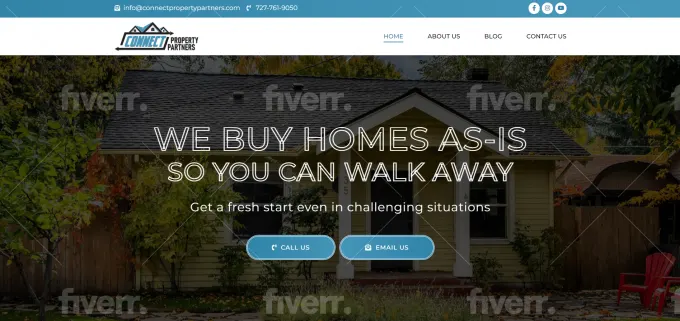 info@connectpropertypartners.com 727-761-9050
CONNECT PROPERTY PARTNERS
HOME ABOUT US BLOG CONTACT US
fiverr. fiverr. fiverr.
WE BUY HOMES AS-IS
SO YOU CAN WALK AWAY
Get a fresh start even in challenging situations
CALL US EMAIL US
fiverr. fiverr. fiverr.